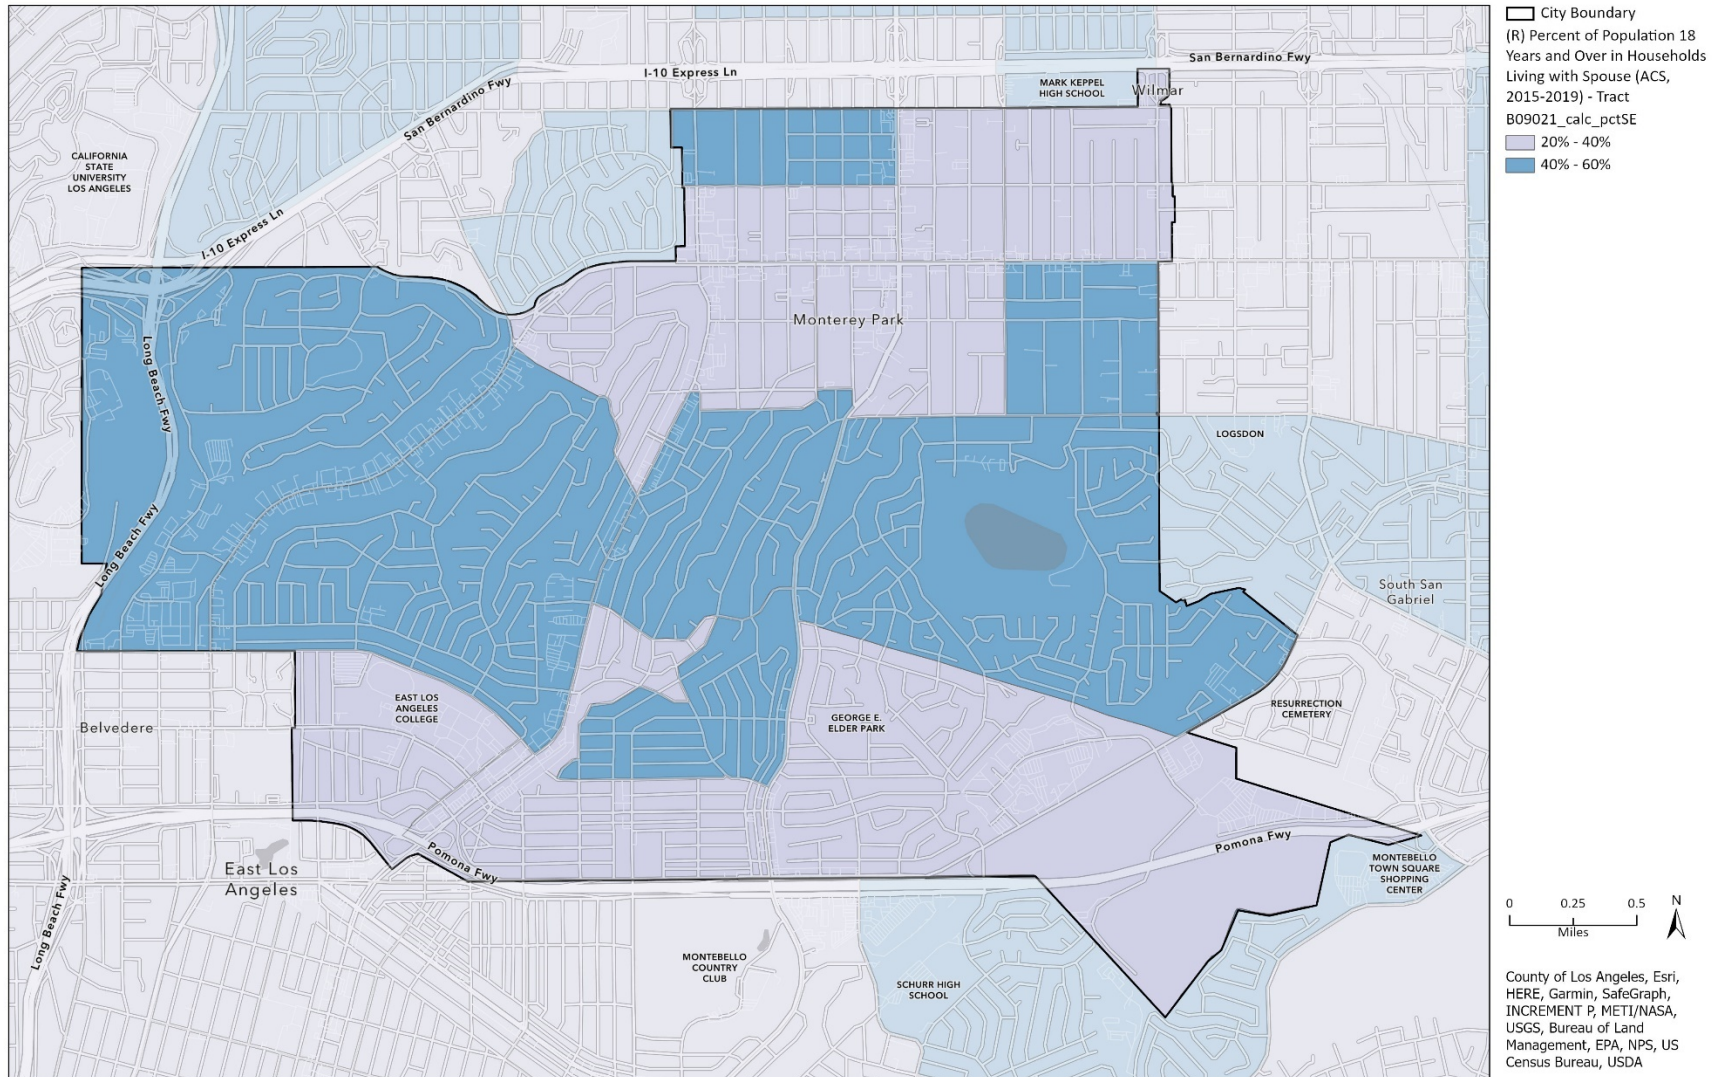 City Boundary
(R) Percent of Population 18
Years and Over in Households
Living with Spouse (ACS,
2015-2019) - Tract
B09021_calc_pctSE
20% - 40%
40% - 60%
San Bernardino Fwy
I-10 Express Ln
MARK KEPPEL
HIGH SCHOOL
Wilmar
San Bernardino Fwy
CALIFORNIA
STATE
UNIVERSITY
LOS ANGELES
I-10 Express Ln
Monterey Park
Long Beach Fwy
LOGSDON
Long Beach Fwy
South San
Gabriel
EAST LOS
ANGELES
COLLEGE
GEORGE E.
ELDER PARK
RESURRECTION
CEMETERY
Belvedere
Pomona Fwy
Pomona Fwy
East Los
Angeles
MONTEBELLO
TOWN SQUARE
SHOPPING
CENTER
Long Beach Fwy
MONTEBELLO
COUNTRY
CLUB
SCHURR HIGH
SCHOOL
0 0.25 0.5
Miles
N
County of Los Angeles, Esri,
HERE, Garmin, SafeGraph,
INCREMENT P, METI/NASA,
USGS, Bureau of Land
Management, EPA, NPS, US
Census Bureau, USDA